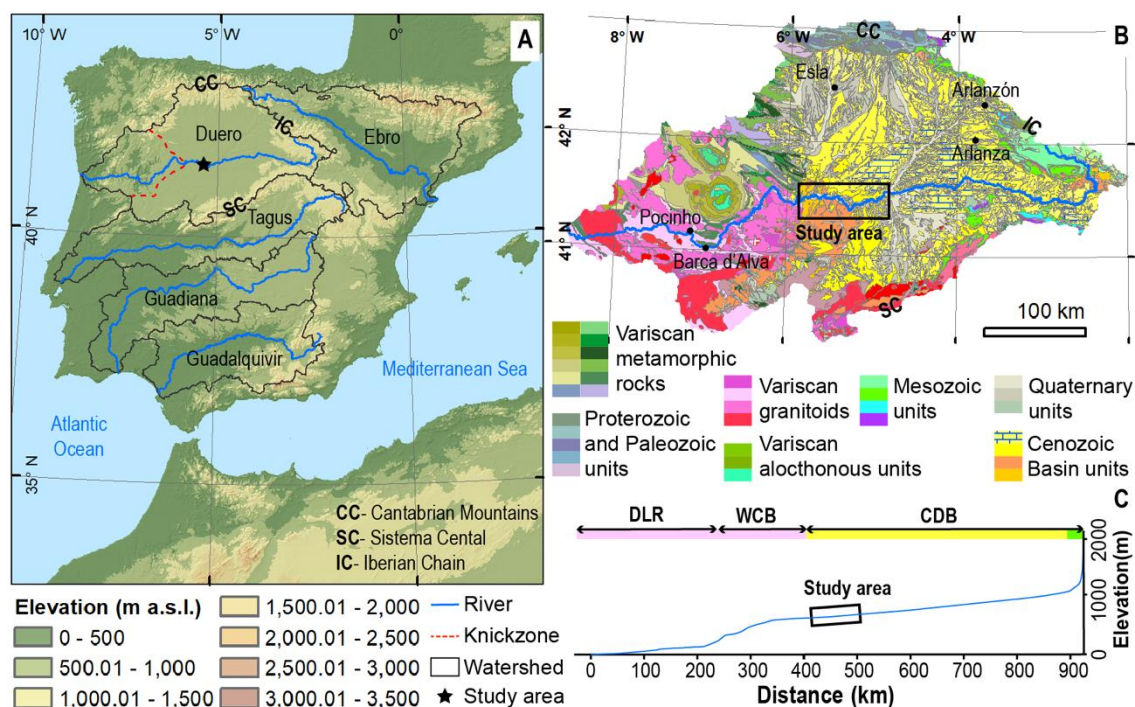 10° W
5° W
0°
A
CC
Duero
IC
Ebro
SC
Tagus
40° N
Guadiana
Guadalquivir
Mediterranean Sea
Atlantic
Ocean
35° N
CC- Cantabrian Mountains
SC- Sistema Cental
IC- Iberian Chain
Elevation (m a.s.l.)
0 - 500
500.01 - 1,000
1,000.01 - 1,500
1,500.01 - 2,000
2,000.01 - 2,500
2,500.01 - 3,000
3,000.01 - 3,500
River
Knickzone
Watershed
Study area
8° W
6° W
CC
4° W
B
Esla
Arlanzón
42° N
IC
Arlanza
Pocinho
Study area
41° N
Barca d'Alva
SC
100 km
Variscan
metamorphic
rocks
Proterozoic
and Paleozoic
units
Variscan
granitoids
Variscan
alocthonous units
Mesozoic
units
Quaternary
units
Cenozoic
Basin units
C
DLR
WCB
CDB
2000
1000
0
Elevation(m)
Study area
0 100 200 300 400 500 600 700 800 900
Distance (km)